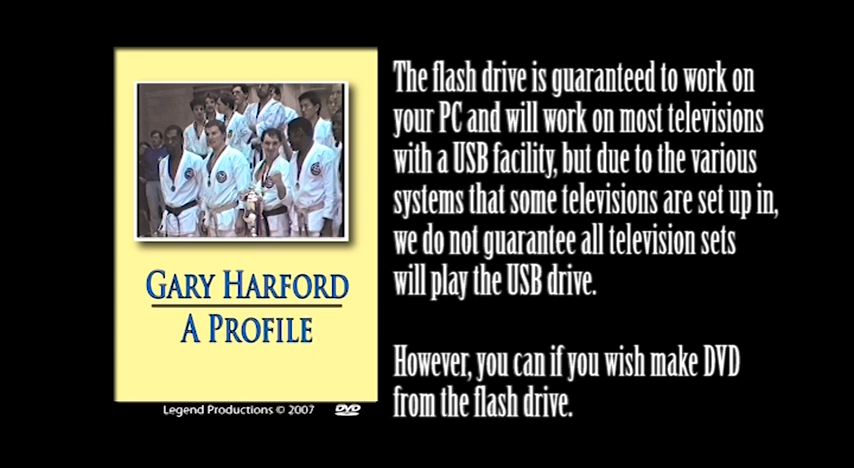 GARY HARFORD
A PROFILE
Legend Productions © 2007 DVD
The flash drive is guaranteed to work on
your PC and will work on most televisions
with a USB facility, but due to the various
systems that some televisions are set up in,
we do not guarantee all television sets
will play the USB drive.
However, you can if you wish make DVD
from the flash drive.